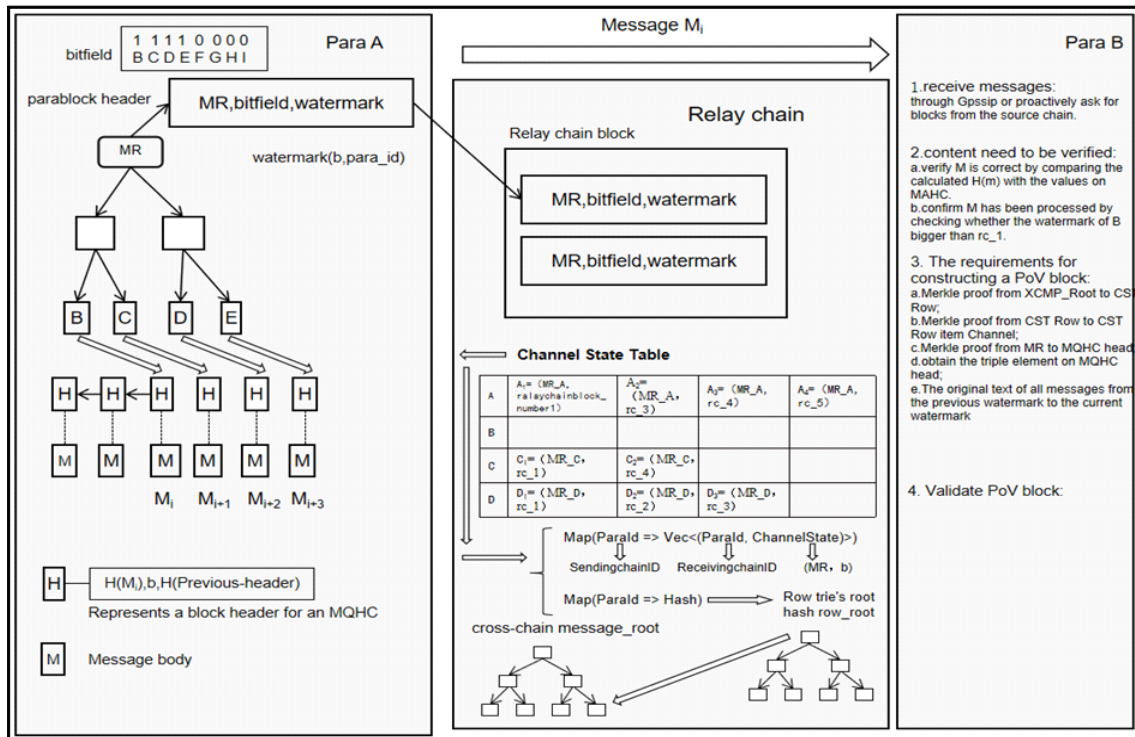 1 1 1 1 0 0 0 0
bitfield
B C D E F G H I
Para A
parablock header
MR,bitfield,watermark
MR
watermark(b,para_id)
B
C
D
E
H
H
H
H
H
H
M
M
M
M
M
M
Mi
Mi+1
Mi+2
Mi+3
H
H(Mi),b,H(Previous-header)
Represents a block header for an MQHC
M
Message body
Message Mi
Relay chain
Relay chain block
MR,bitfield,watermark
MR,bitfield,watermark
Channel State Table
A
A1= (MR_A,
ralaychainblock_
number1)
A2=
(MR_A,
rc_3)
A3= (MR_A,
rc_4)
A4= (MR_A,
rc_5)
B
C
C1= (MR_C,
rc_1)
C2= (MR_C,
rc_4)
D
D1= (MR_D,
rc_1)
D2= (MR_D,
rc_2)
D3= (MR_D,
rc_3)
Map(ParaId => Vec<(ParaId, ChannelState)>)
SendingchainID
ReceivingchainID
(MR, b)
Map(ParaId => Hash)
Row trie's root
hash row_root
cross-chain message_root
Para B
1.receive messages:
through Gpssip or proactively ask for
blocks from the source chain.
2.content need to be verified:
a.verify M is correct by comparing the
calculated H(m) with the values on
MAHC.
b.confirm M has been processed by
checking whether the watermark of B
bigger than rc_1.
3. The requirements for
constructing a PoV block:
a.Merkle proof from XCMP_Root to CST
Row;
b.Merkle proof from CST Row to CST
Row item Channel;
c.Merkle proof from MR to MQHC head;
d.obtain the triple element on MQHC
head;
e.The original text of all messages from
the previous watermark to the current
watermark
4. Validate PoV block: